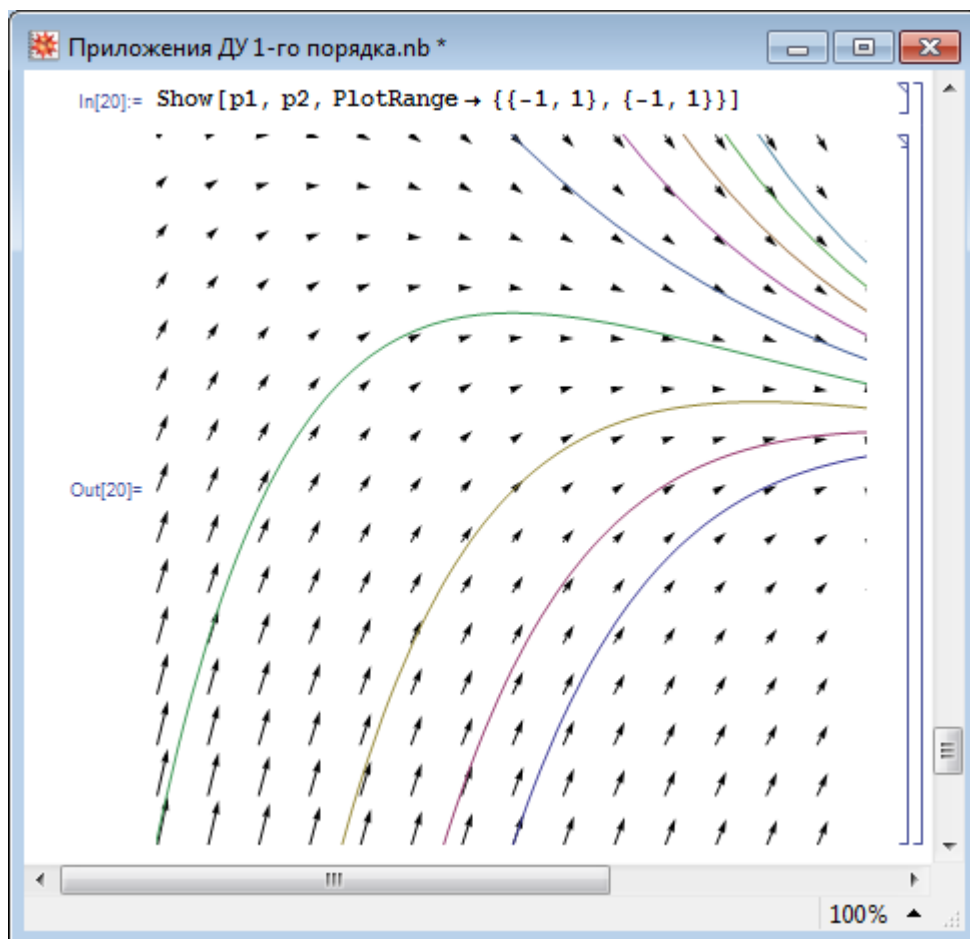 Приложения ДУ 1-го порядка.nb *
In[20]:= Show[p1, p2, PlotRange → {{-1, 1}, {-1, 1}}]
Out[20]=
100%